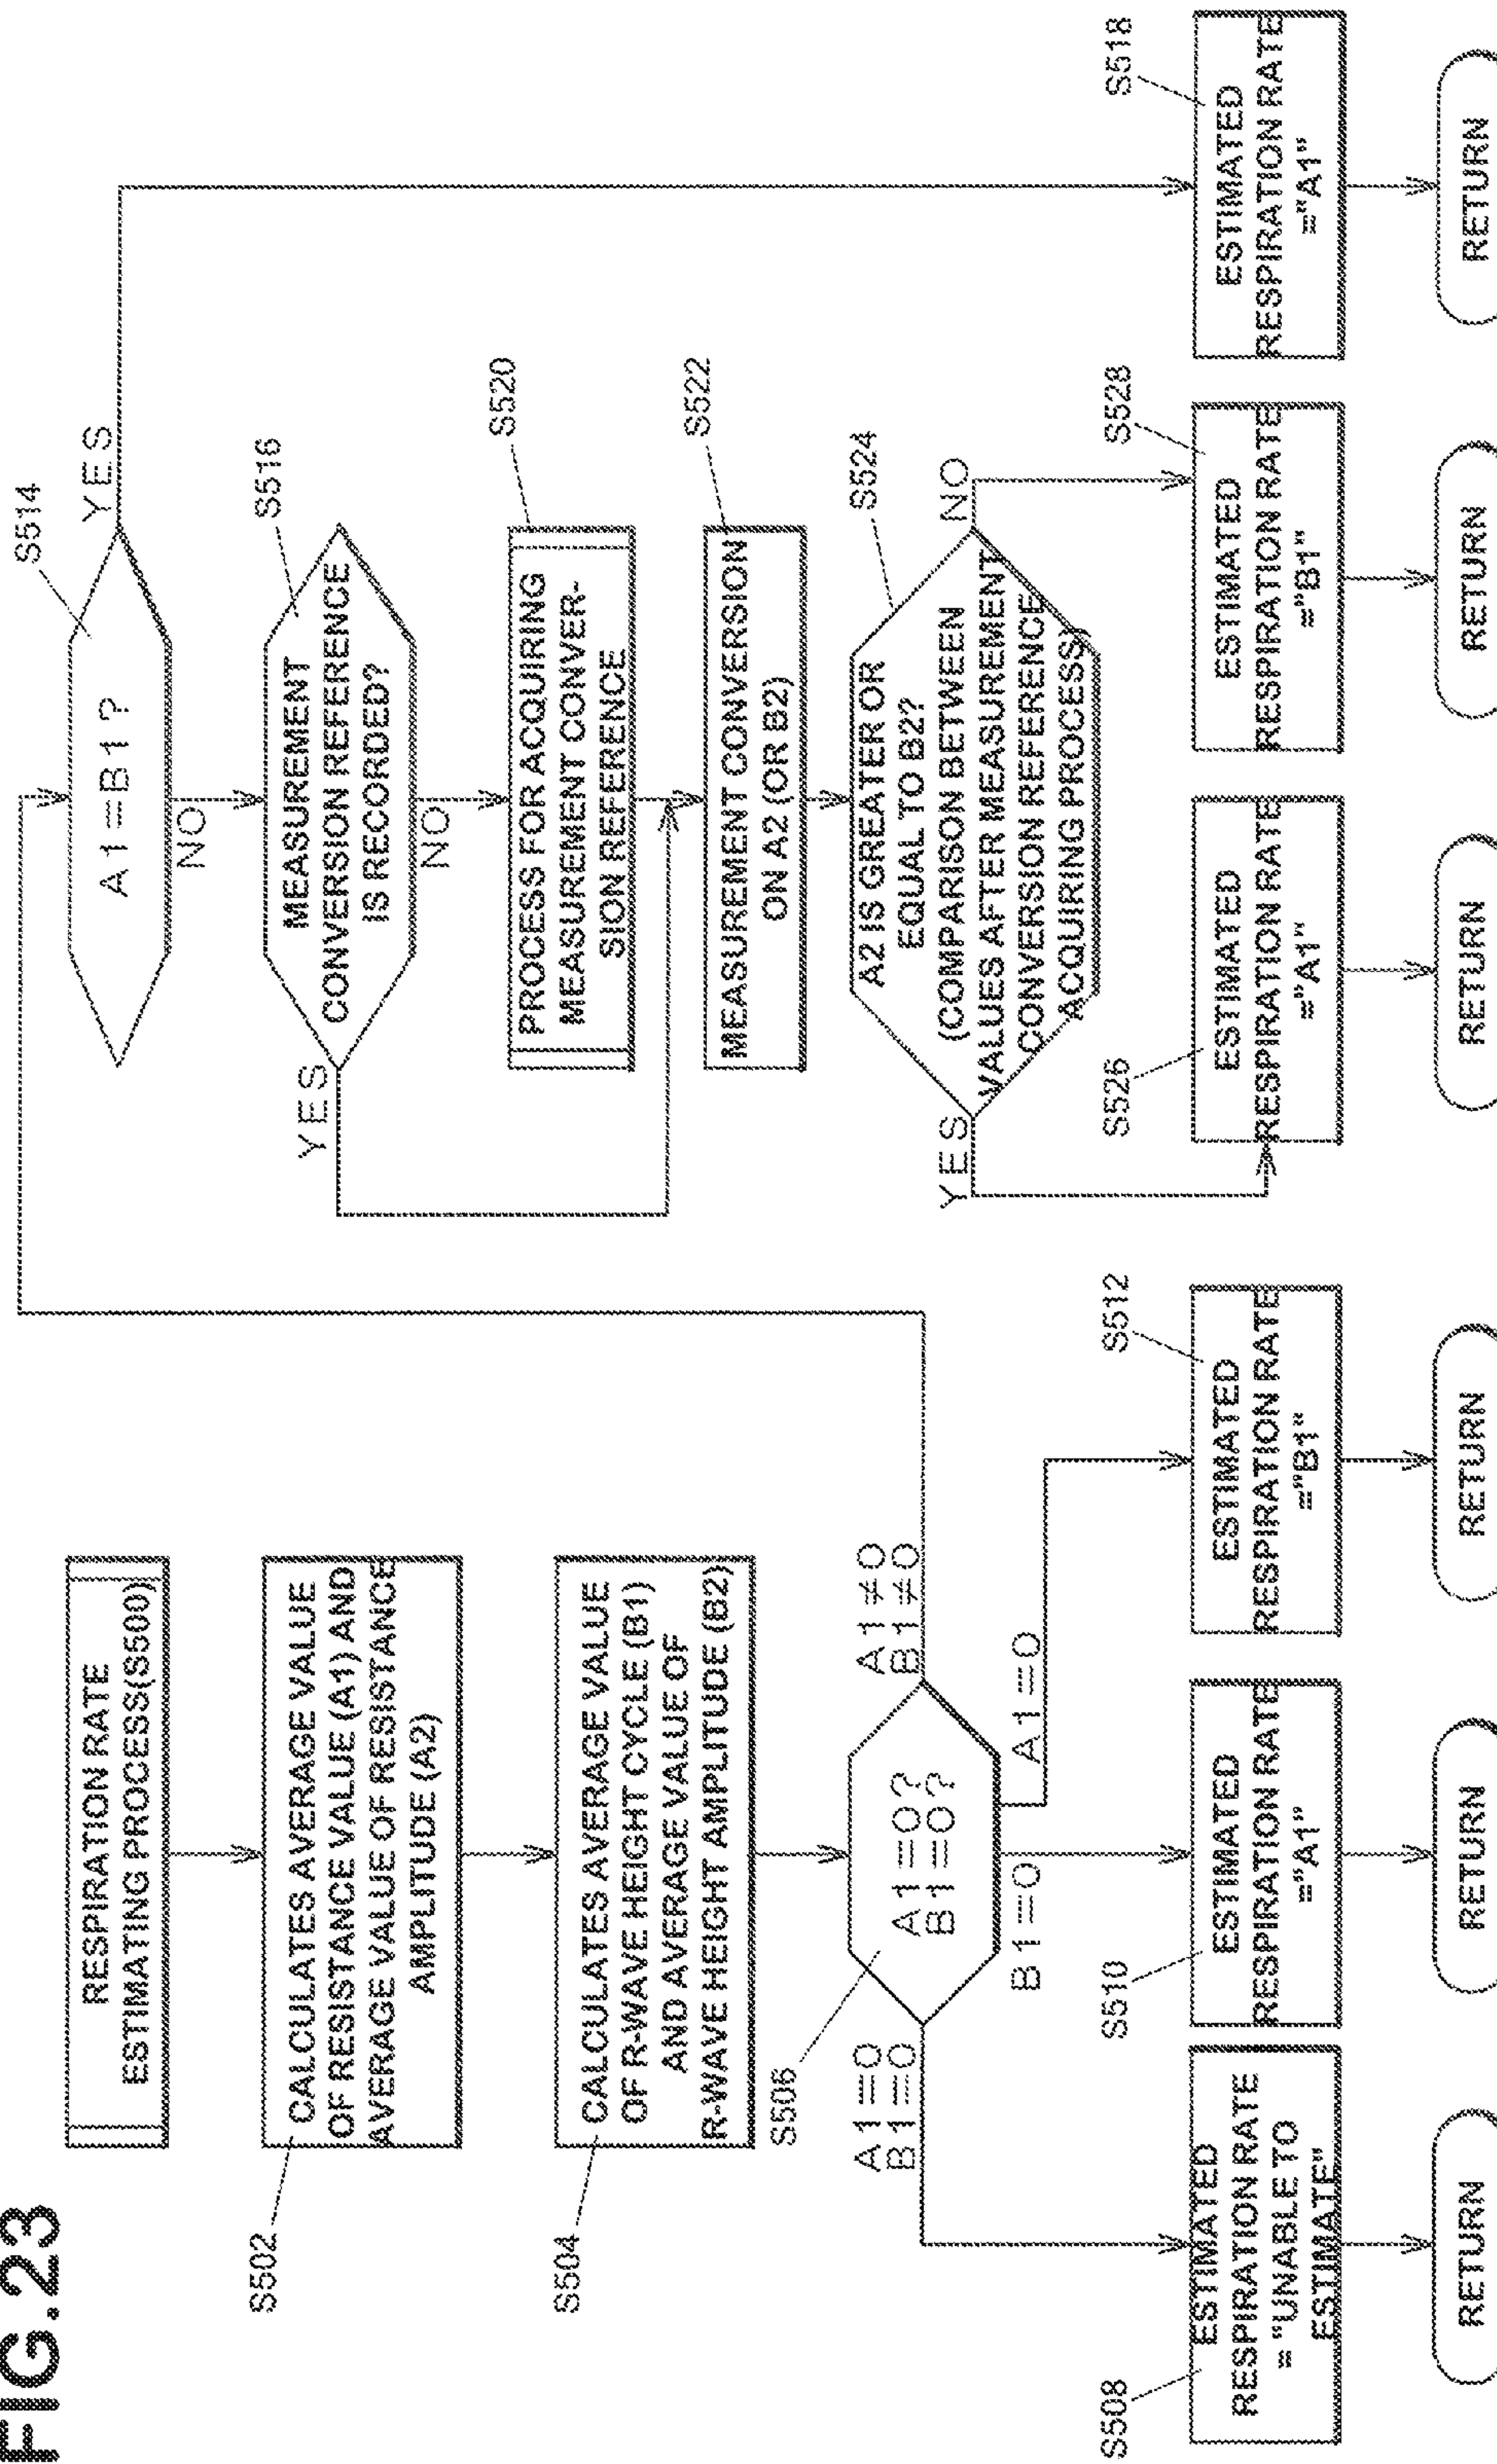 FIG.23
RESPIRATION RATE
ESTIMATING PROCESS(S500)
S502
CALCULATES AVERAGE VALUE
OF RESISTANCE VALUE (A1) AND
AVERAGE VALUE OF RESISTANCE
AMPLITUDE (A2)
S504
CALCULATES AVERAGE VALUE
OF R-WAVE HEIGHT CYCLE (B1)
AND AVERAGE VALUE OF
R-WAVE HEIGHT AMPLITUDE (B2)
S506
A1=0?
B1=0?
A1=0
B1=0
B1=0
A1=0
A1≠0
B1≠0
S508
ESTIMATED
RESPIRATION RATE
= "UNABLE TO
ESTIMATE"
RETURN
S510
ESTIMATED
RESPIRATION RATE
="A1"
RETURN
S512
ESTIMATED
RESPIRATION RATE
="B1"
RETURN
S514
A1=B1?
YES
NO
S516
MEASUREMENT
CONVERSION REFERENCE
IS RECORDED?
YES
NO
S520
PROCESS FOR ACQUIRING
MEASUREMENT CONVER-
SION REFERENCE
S522
MEASUREMENT CONVERSION
ON A2 (OR B2)
S524
A2 IS GREATER OR
EQUAL TO B2?
(COMPARISON BETWEEN
VALUES AFTER MEASUREMENT
CONVERSION REFERENCE
ACQUIRING PROCESS)
YES
NO
S526
ESTIMATED
RESPIRATION RATE
="A1"
RETURN
S528
ESTIMATED
RESPIRATION RATE
="B1"
RETURN
S518
ESTIMATED
RESPIRATION RATE
="A1"
RETURN